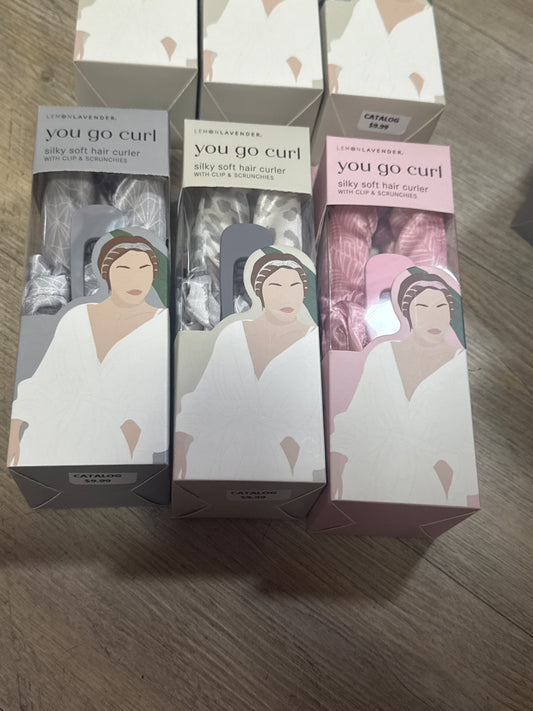 CATALOG
$9.99
LEMONLAVENDER®
you go curl
silky soft hair curler
WITH CLIP & SCRUNCHIES
CATALOG
$9.99
LEMONLAVENDER®
you go curl
silky soft hair curler
WITH CLIP & SCRUNCHIES
CATALOG
$9.99
LEMONLAVENDER®
you go curl
silky soft hair curler
WITH CLIP & SCRUNCHIES